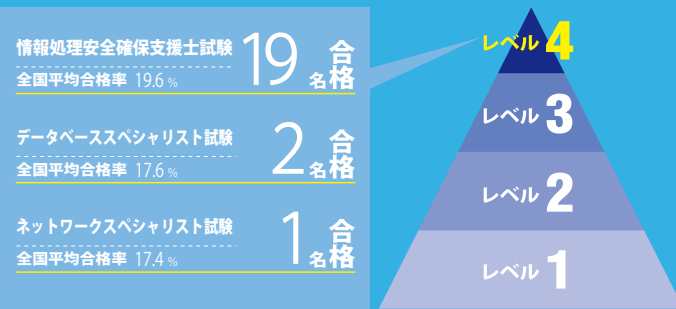 情報処理安全確保支援士試験
全国平均合格率 19.6 %
19名合格
データベーススペシャリスト試験
全国平均合格率 17.6 %
2名合格
ネットワークスペシャリスト試験
全国平均合格率 17.4 %
1名合格
レベル4
レベル3
レベル2
レベル1